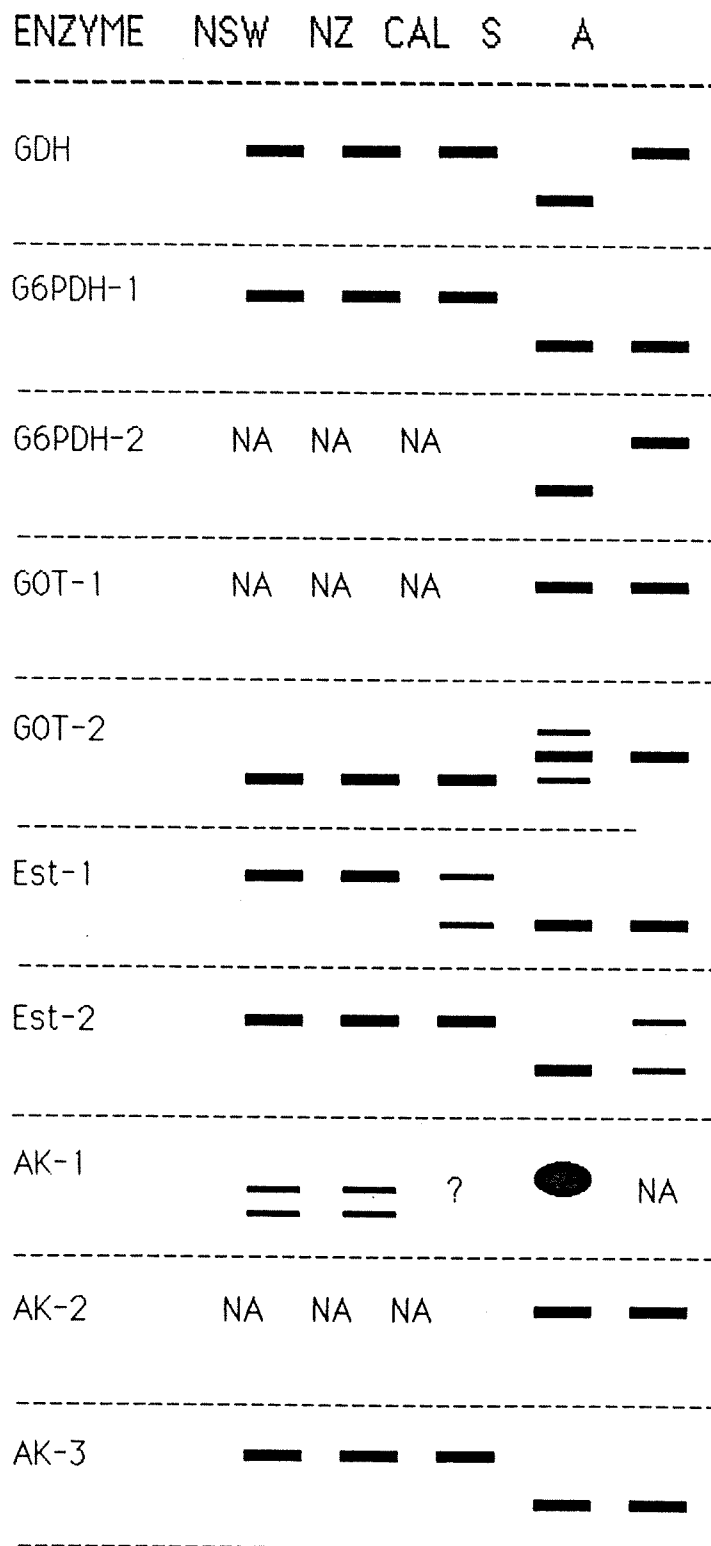 ENZYME NSW NZ CAL S A
GDH
G6PDH-1
G6PDH-2 NA NA NA
GOT-1 NA NA NA
GOT-2
Est-1
Est-2
AK-1 ? NA
AK-2 NA NA NA
AK-3